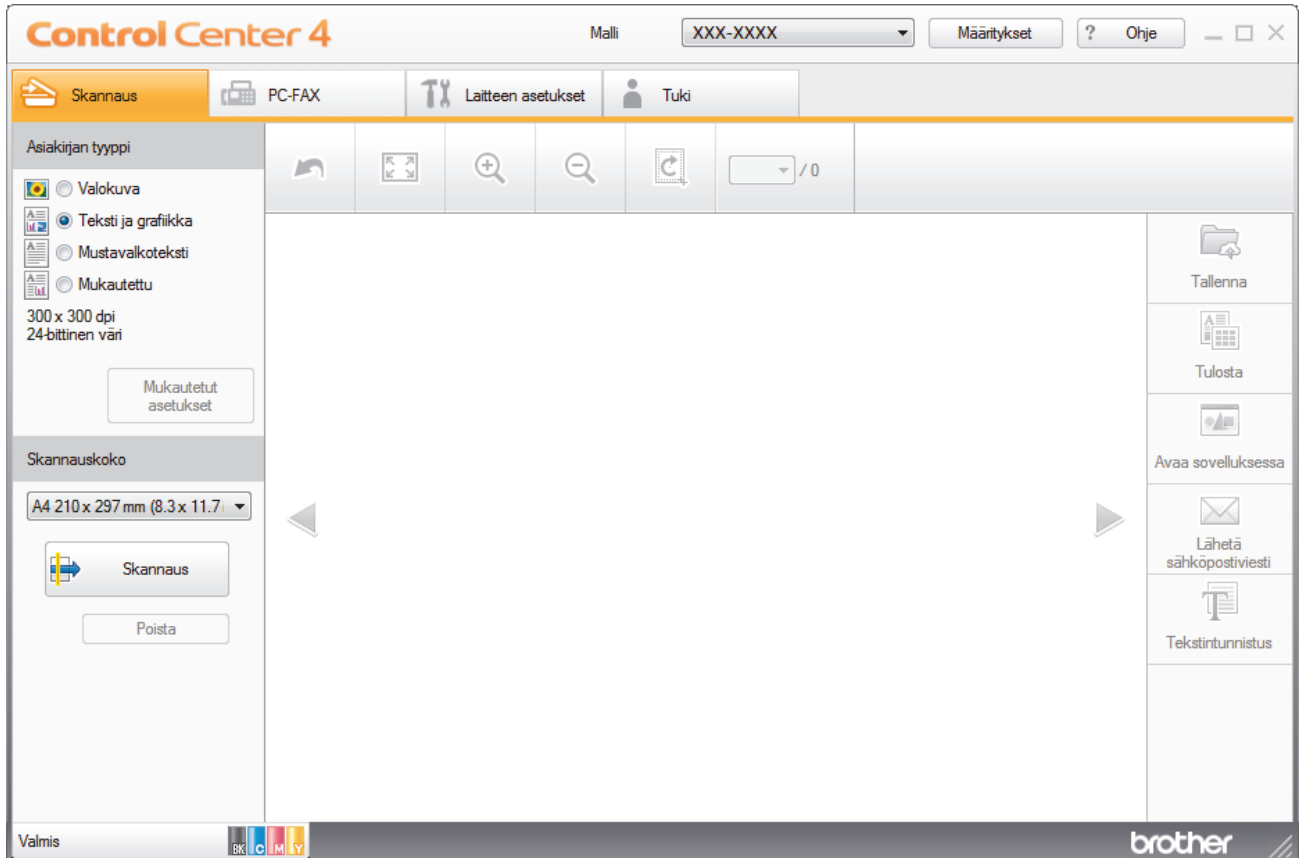 Control Center 4
Malli
XXX-XXXX
Määritykset
? Ohje
Skannaus
PC-FAX
Laitteen asetukset
Tuki
Asiakirjan tyyppi
Valokuva
Teksti ja grafiikka
Mustavalkoteksti
Mukautettu
300 x 300 dpi
24-bittinen väri
Mukautetut
asetukset
Skannauskoko
A4 210 x 297 mm (8.3 x 11.7
Skannaus
Poista
/ 0
Tallenna
Tulosta
Avaa sovelluksessa
Lähetä
sähköpostiviesti
Tekstintunnistus
Valmis
BK C M Y
brother